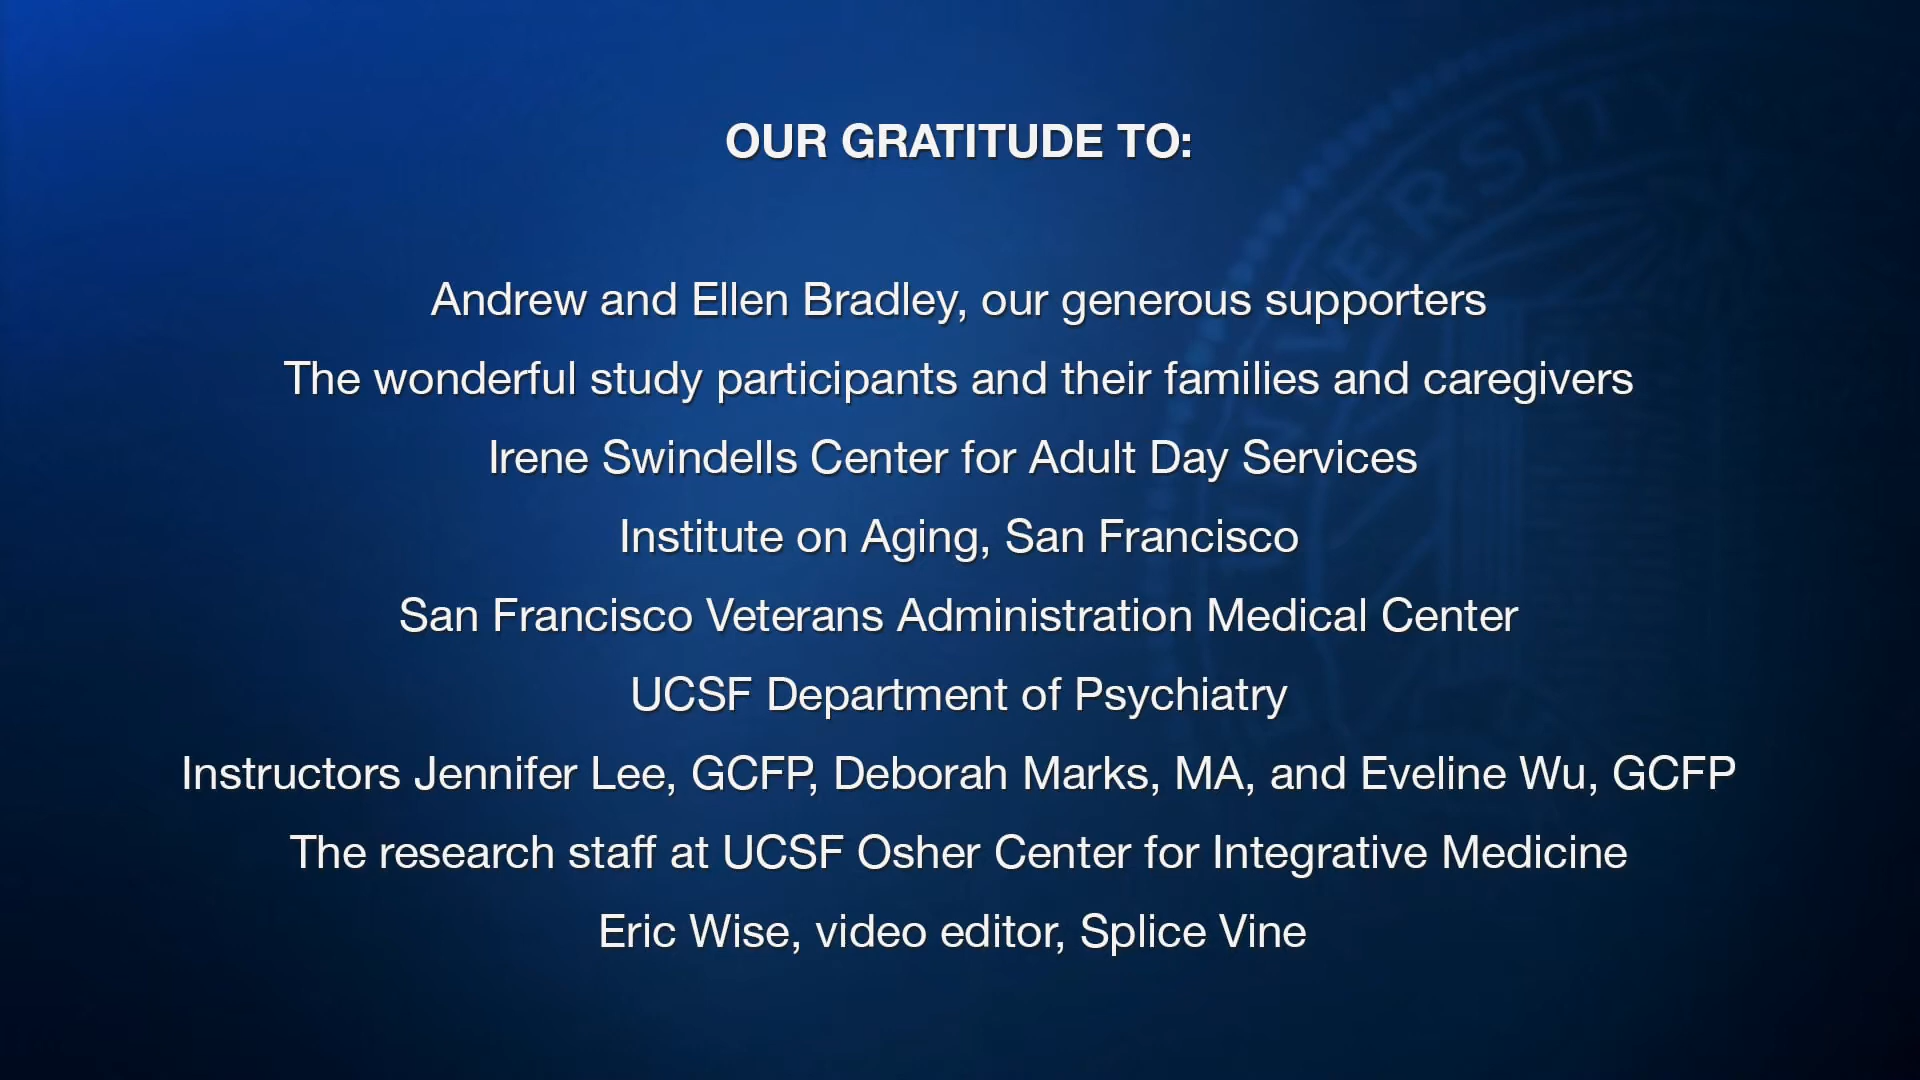 OUR GRATITUDE TO:
Andrew and Ellen Bradley, our generous supporters
The wonderful study participants and their families and caregivers
Irene Swindells Center for Adult Day Services
Institute on Aging, San Francisco
San Francisco Veterans Administration Medical Center
UCSF Department of Psychiatry
Instructors Jennifer Lee, GCFP, Deborah Marks, MA, and Eveline Wu, GCFP
The research staff at UCSF Osher Center for Integrative Medicine
Eric Wise, video editor, Splice Vine
UNIVERSITY